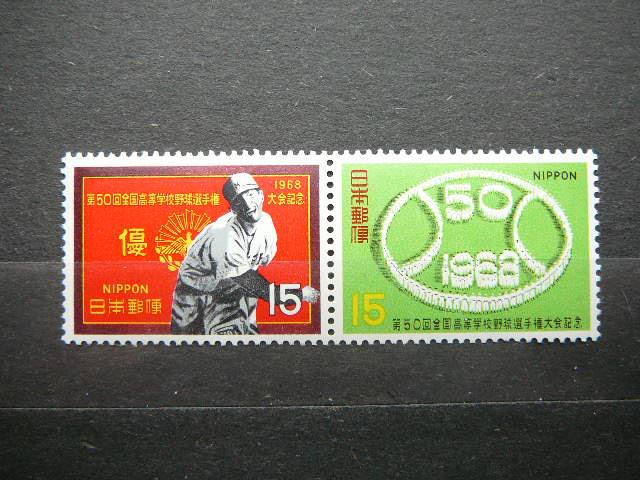 1968
第50回全国高等学校野球選手権
大会記念
優
NIPPON
日本郵便
15
日本郵便
NIPPON
50
1968
15
第50回全国高等学校野球選手権大会記念